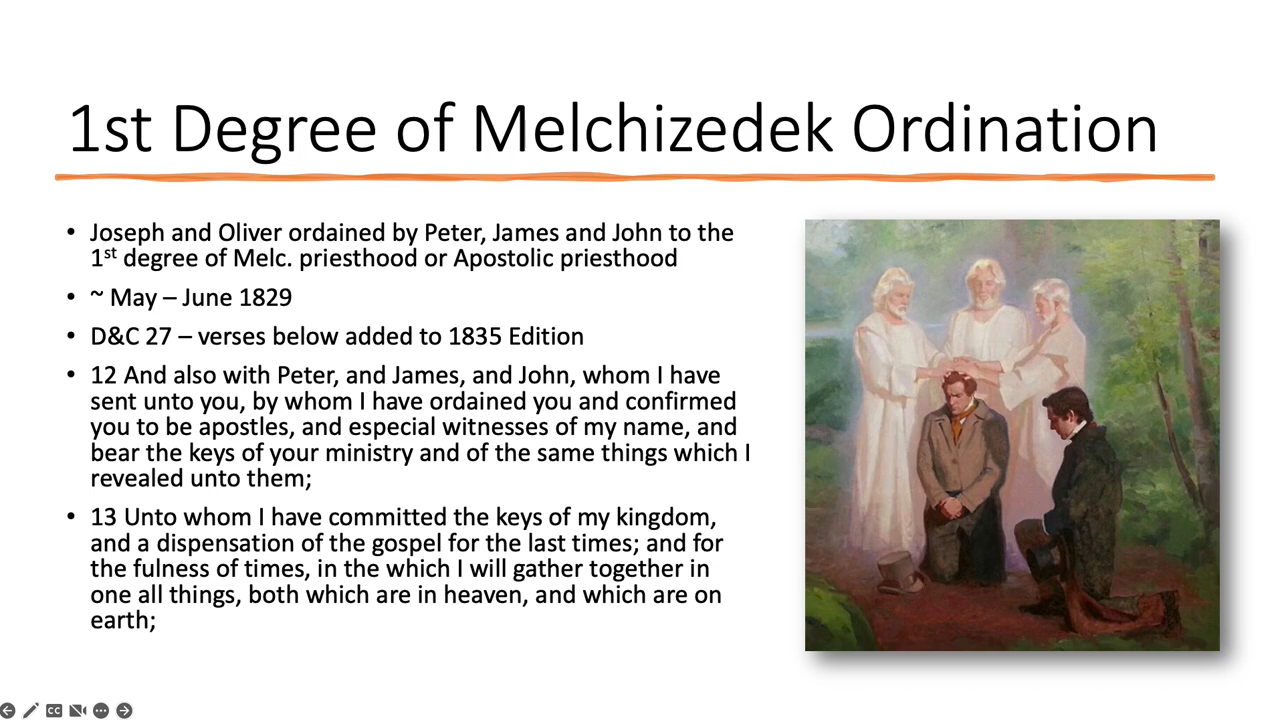 1st Degree of Melchizedek Ordination
• Joseph and Oliver ordained by Peter, James and John to the
1st degree of Melc. priesthood or Apostolic priesthood
• ~ May – June 1829
• D&C 27 – verses below added to 1835 Edition
• 12 And also with Peter, and James, and John, whom I have
sent unto you, by whom I have ordained you and confirmed
you to be apostles, and especial witnesses of my name, and
bear the keys of your ministry and of the same things which I
revealed unto them;
• 13 Unto whom I have committed the keys of my kingdom,
and a dispensation of the gospel for the last times; and for
the fulness of times, in the which I will gather together in
one all things, both which are in heaven, and which are on
earth;
CC